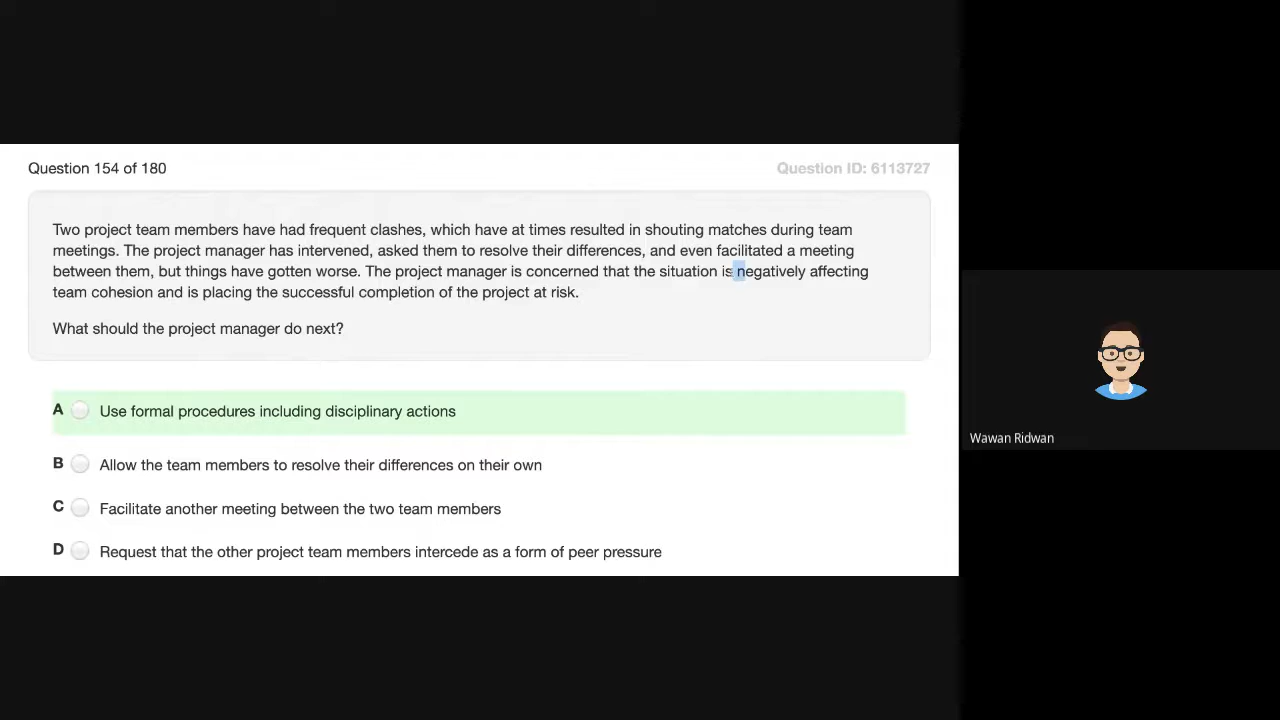 Question 154 of 180
Question ID: 6113727
Two project team members have had frequent clashes, which have at times resulted in shouting matches during team
meetings. The project manager has intervened, asked them to resolve their differences, and even facilitated a meeting
between them, but things have gotten worse. The project manager is concerned that the situation is negatively affecting
team cohesion and is placing the successful completion of the project at risk.
What should the project manager do next?
A Use formal procedures including disciplinary actions
B Allow the team members to resolve their differences on their own
C Facilitate another meeting between the two team members
D Request that the other project team members intercede as a form of peer pressure
Wawan Ridwan